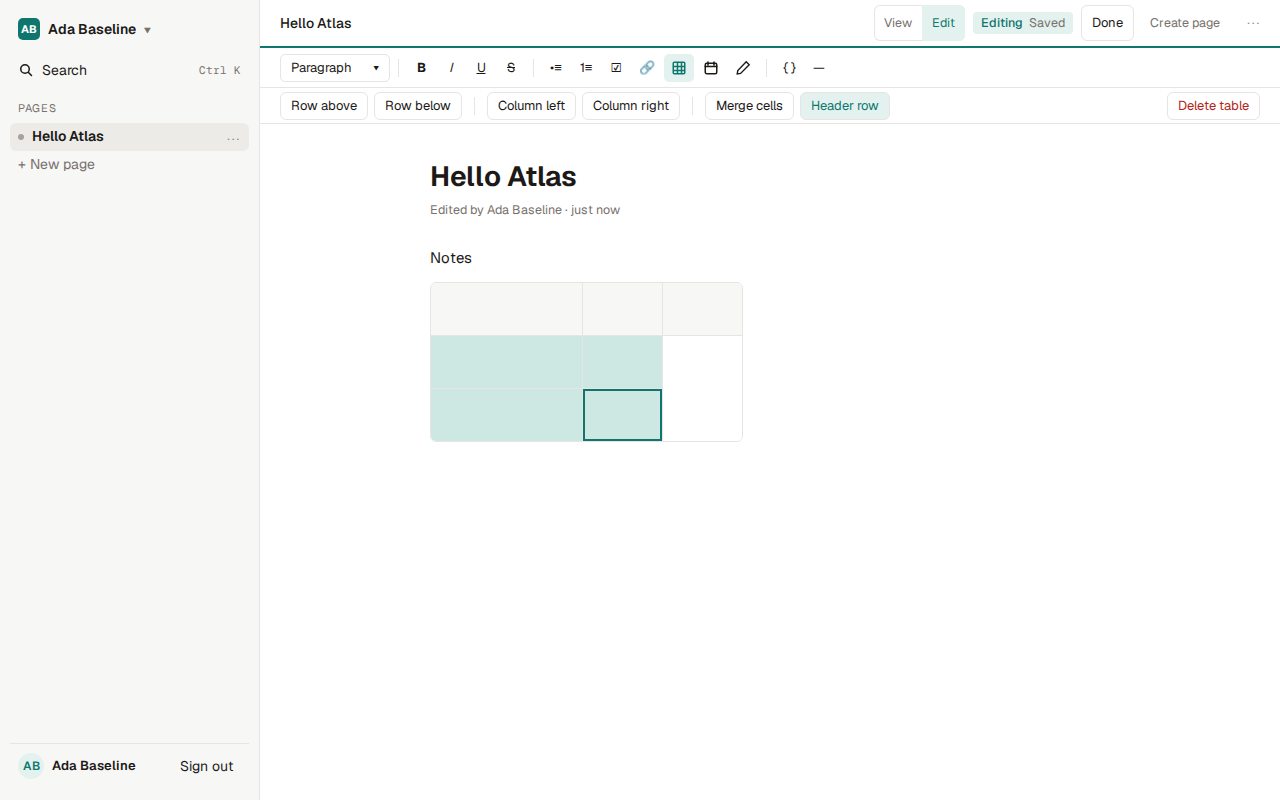 AB Ada Baseline ▾
Search Ctrl K
PAGES
Hello Atlas ...
+ New page
AB Ada Baseline Sign out
Hello Atlas View Edit Editing Saved Done Create page ...
Paragraph ▾ B I U S •≡ 1≡ ☑ 🔗 {} —
Row above Row below Column left Column right Merge cells Header row Delete table
Hello Atlas
Edited by Ada Baseline · just now
Notes